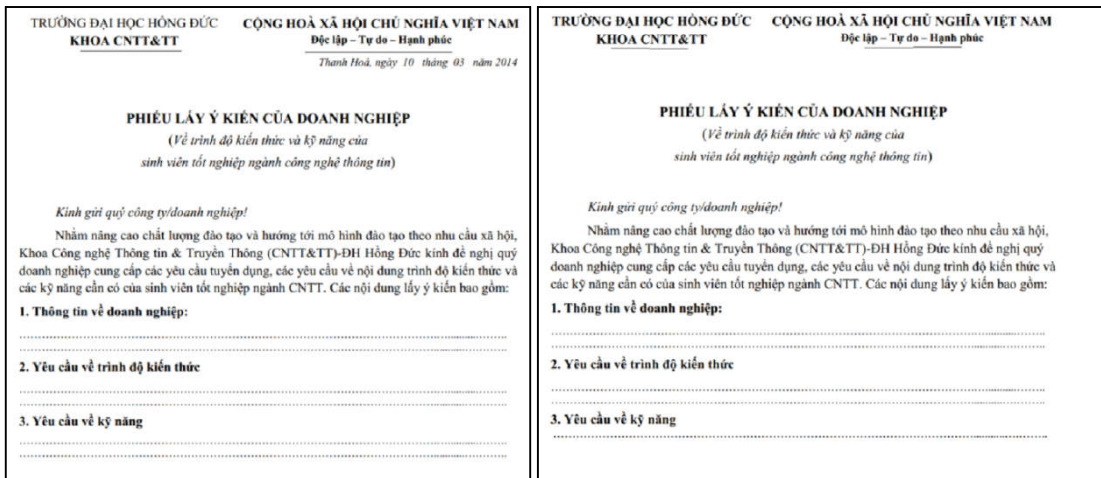 TRƯỜNG ĐẠI HỌC HỒNG ĐỨC
KHOA CNTT&TT
CỘNG HOÀ XÃ HỘI CHỦ NGHĨA VIỆT NAM
Độc lập – Tự do – Hạnh phúc
Thanh Hoá, ngày 10 tháng 03 năm 2014
PHIẾU LẤY Ý KIẾN CỦA DOANH NGHIỆP
(Về trình độ kiến thức và kỹ năng của
sinh viên tốt nghiệp ngành công nghệ thông tin)
Kính gửi quý công ty/doanh nghiệp!
Nhằm nâng cao chất lượng đào tạo và hướng tới mô hình đào tạo theo nhu cầu xã hội,
Khoa Công nghệ Thông tin & Truyền Thông (CNTT&TT)-ĐH Hồng Đức kính đề nghị quý
doanh nghiệp cung cấp các yêu cầu tuyển dụng, các yêu cầu về nội dung trình độ kiến thức và
các kỹ năng cần có của sinh viên tốt nghiệp ngành CNTT. Các nội dung lấy ý kiến bao gồm:
1. Thông tin về doanh nghiệp:
2. Yêu cầu về trình độ kiến thức
3. Yêu cầu về kỹ năng
TRƯỜNG ĐẠI HỌC HỒNG ĐỨC
KHOA CNTT&TT
CỘNG HOÀ XÃ HỘI CHỦ NGHĨA VIỆT NAM
Độc lập – Tự do – Hạnh phúc
PHIẾU LẤY Ý KIẾN CỦA DOANH NGHIỆP
(Về trình độ kiến thức và kỹ năng của
sinh viên tốt nghiệp ngành công nghệ thông tin)
Kính gửi quý công ty/doanh nghiệp!
Nhằm nâng cao chất lượng đào tạo và hướng tới mô hình đào tạo theo nhu cầu xã hội,
Khoa Công nghệ Thông tin & Truyền Thông (CNTT&TT)-ĐH Hồng Đức kính đề nghị quý
doanh nghiệp cung cấp các yêu cầu tuyển dụng, các yêu cầu về nội dung trình độ kiến thức và
các kỹ năng cần có của sinh viên tốt nghiệp ngành CNTT. Các nội dung lấy ý kiến bao gồm:
1. Thông tin về doanh nghiệp:
2. Yêu cầu về trình độ kiến thức
3. Yêu cầu về kỹ năng